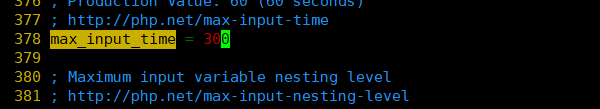 376 ; Production Value: 60 (60 seconds)
377 ; http://php.net/max-input-time
378 max_input_time = 300
379
380 ; Maximum input variable nesting level
381 ; http://php.net/max-input-nesting-level